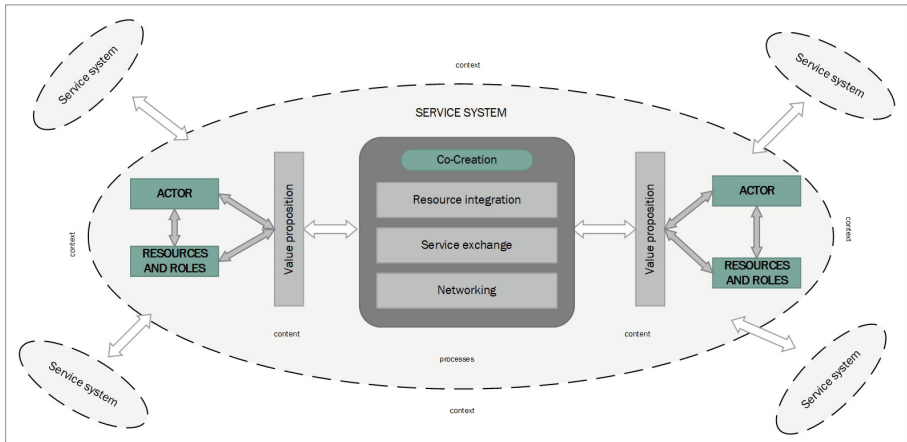 Service system
Service system
context
SERVICE SYSTEM
Co-Creation
Resource integration
Service exchange
Networking
ACTOR
RESOURCES
AND ROLES
Value proposition
Value proposition
ACTOR
RESOURCES
AND ROLES
context
context
content
content
processes
context
Service system
Service system